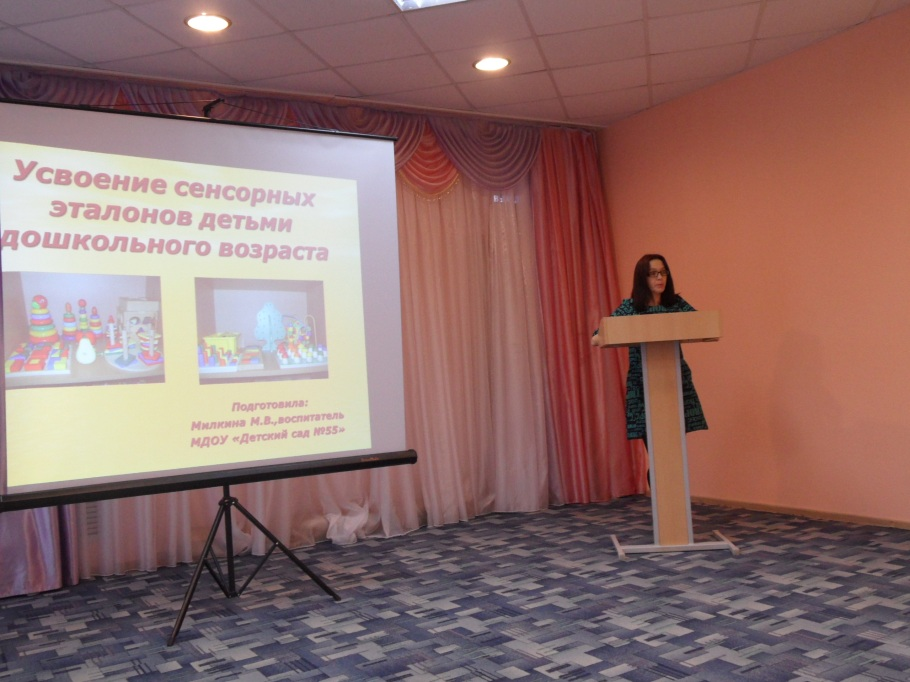 Усвоение сенсорных
эталонов детьми
дошкольного возраста
Подготовила:
Милкина М.В.,воспитатель
МДОУ «Детский сад №55»